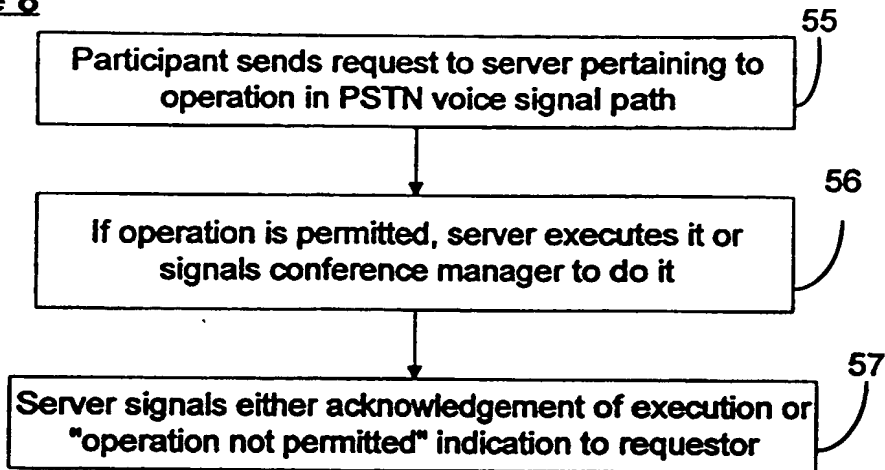 8
55
Participant sends request to server pertaining to
operation in PSTN voice signal path
56
If operation is permitted, server executes it or
signals conference manager to do it
57
Server signals either acknowledgement of execution or
"operation not permitted" indication to requestor